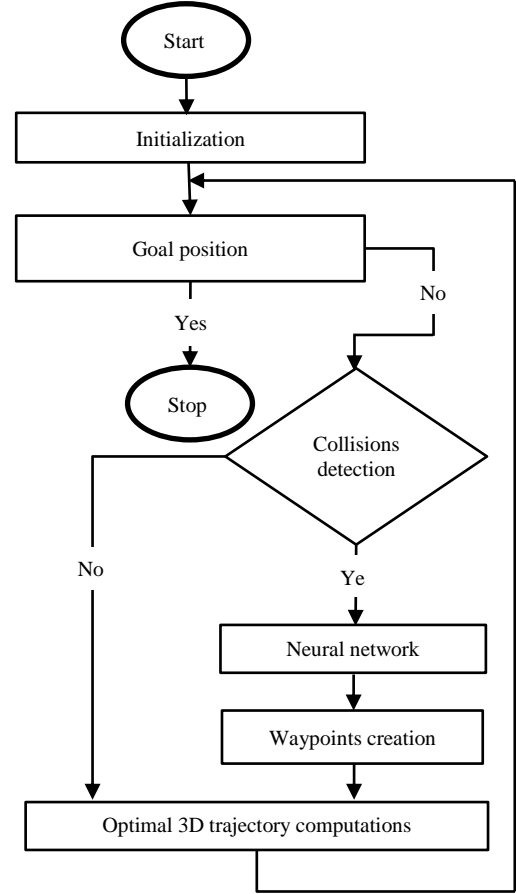 Start
Initialization
Goal position
No
Yes
Stop
Collisions
detection
No
Ye
Neural network
Waypoints creation
Optimal 3D trajectory computations